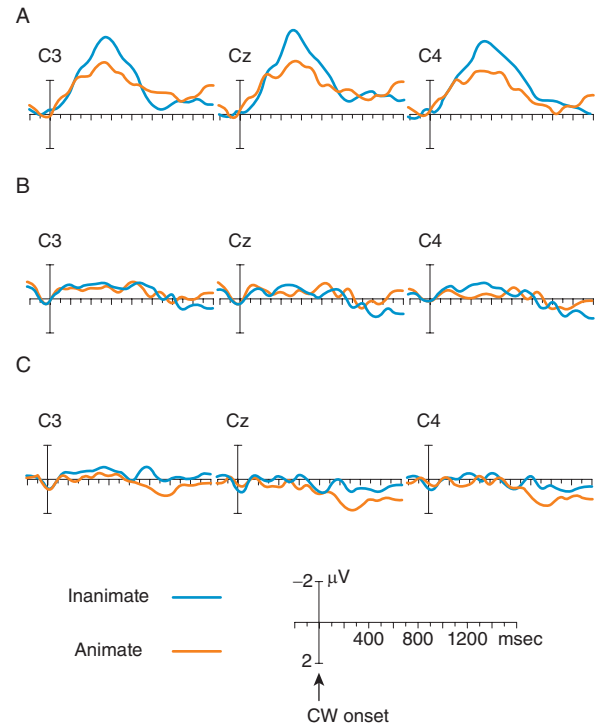 A
C3 Cz C4
B
C3 Cz C4
C
C3 Cz C4
−2 μV
Inanimate
400 800 1200 msec
Animate
2
CW onset